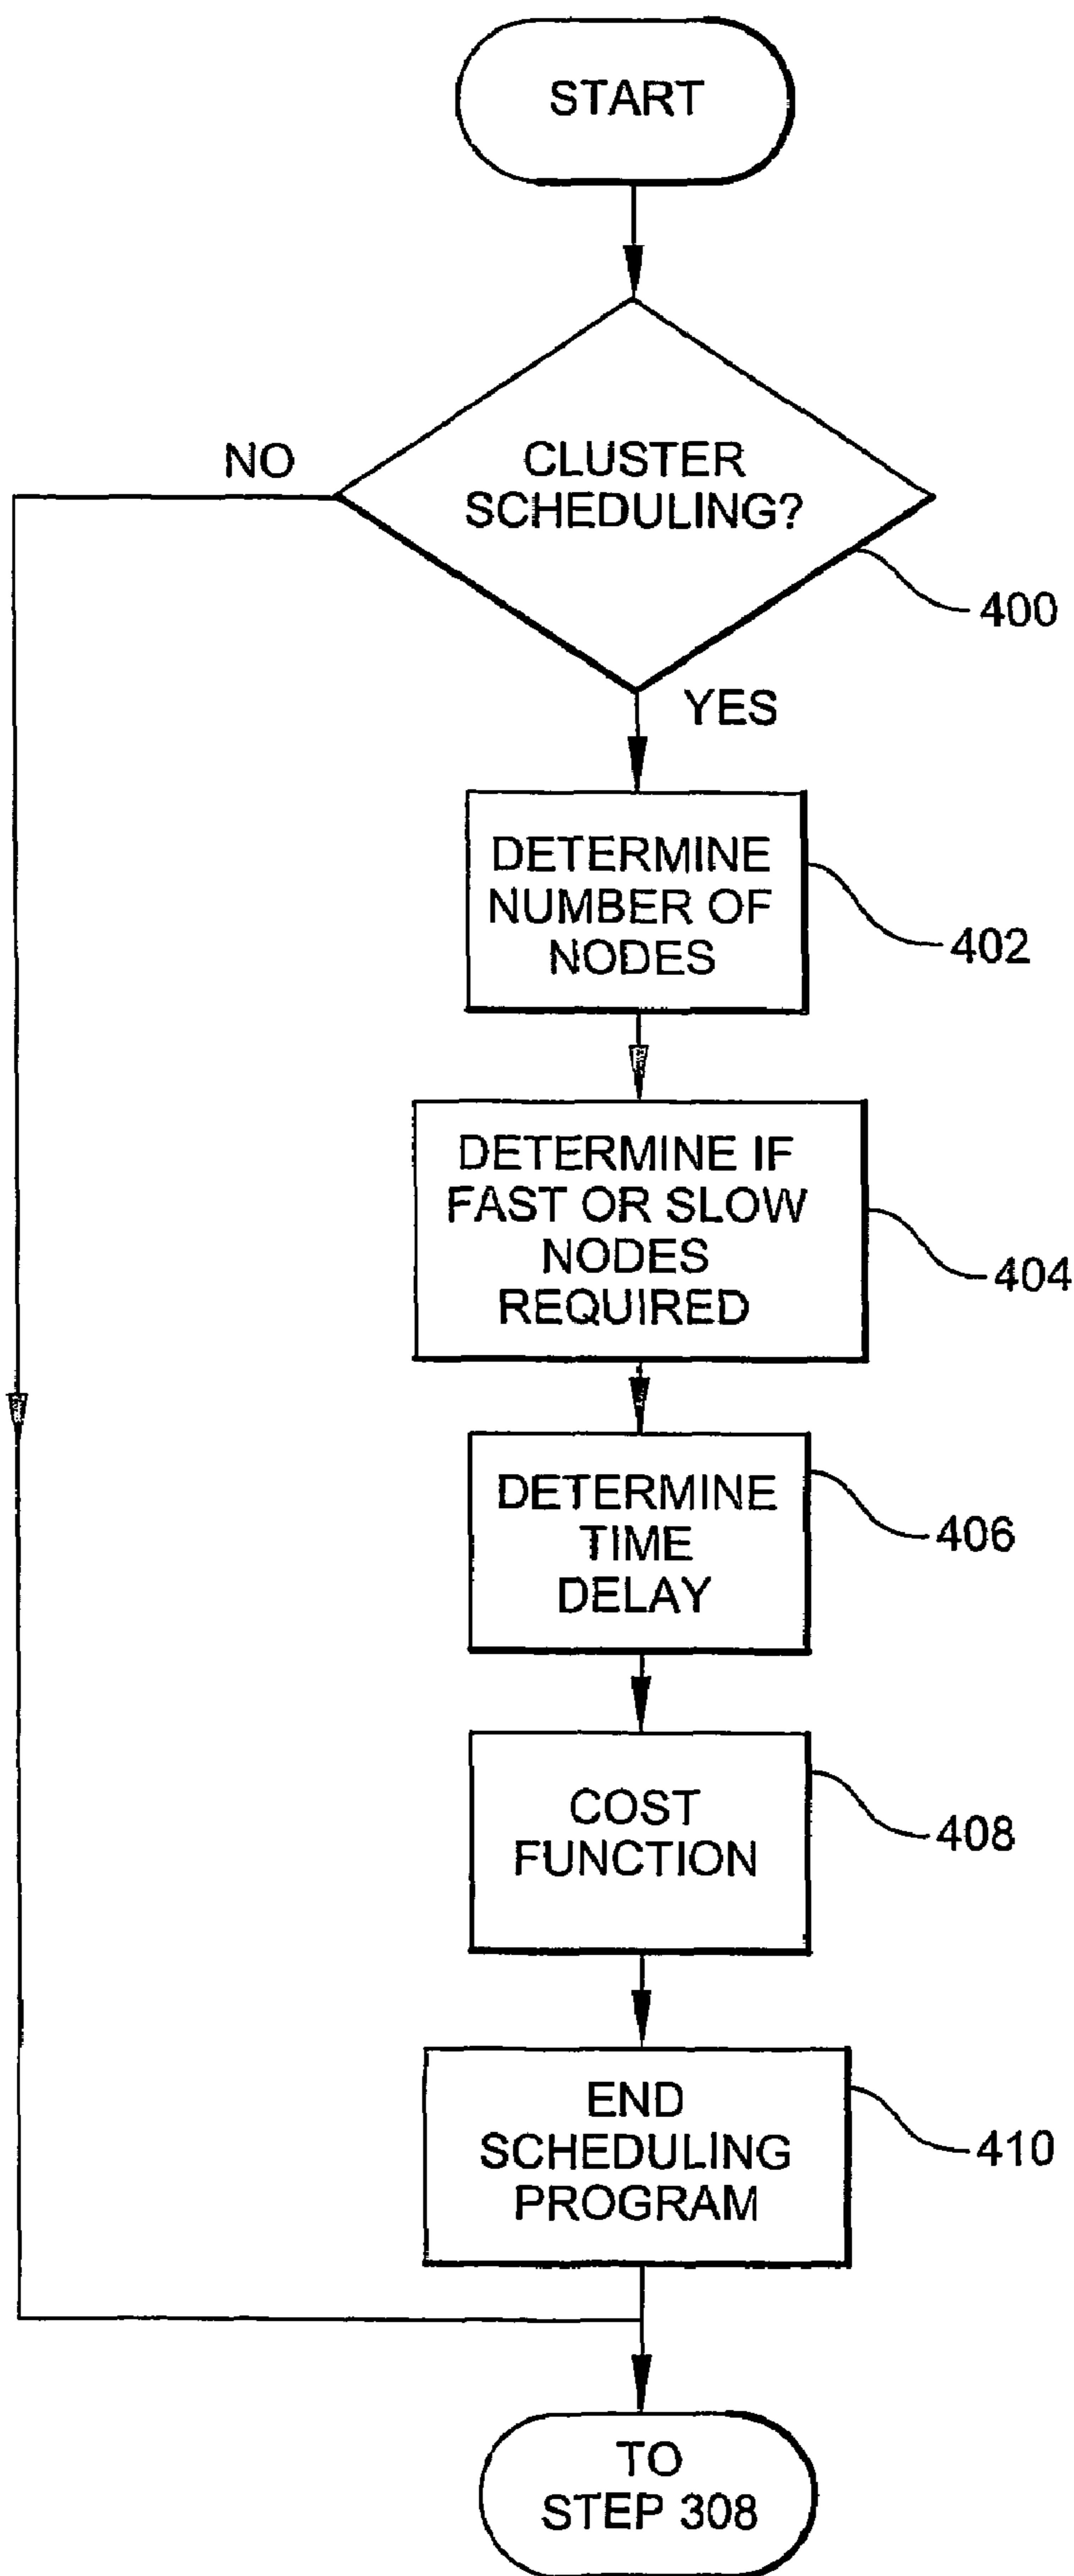 START
NO
CLUSTER
SCHEDULING?
400
YES
DETERMINE
NUMBER OF
NODES
402
DETERMINE IF
FAST OR SLOW
NODES
REQUIRED
404
DETERMINE
TIME
DELAY
406
COST
FUNCTION
408
END
SCHEDULING
PROGRAM
410
TO
STEP 308